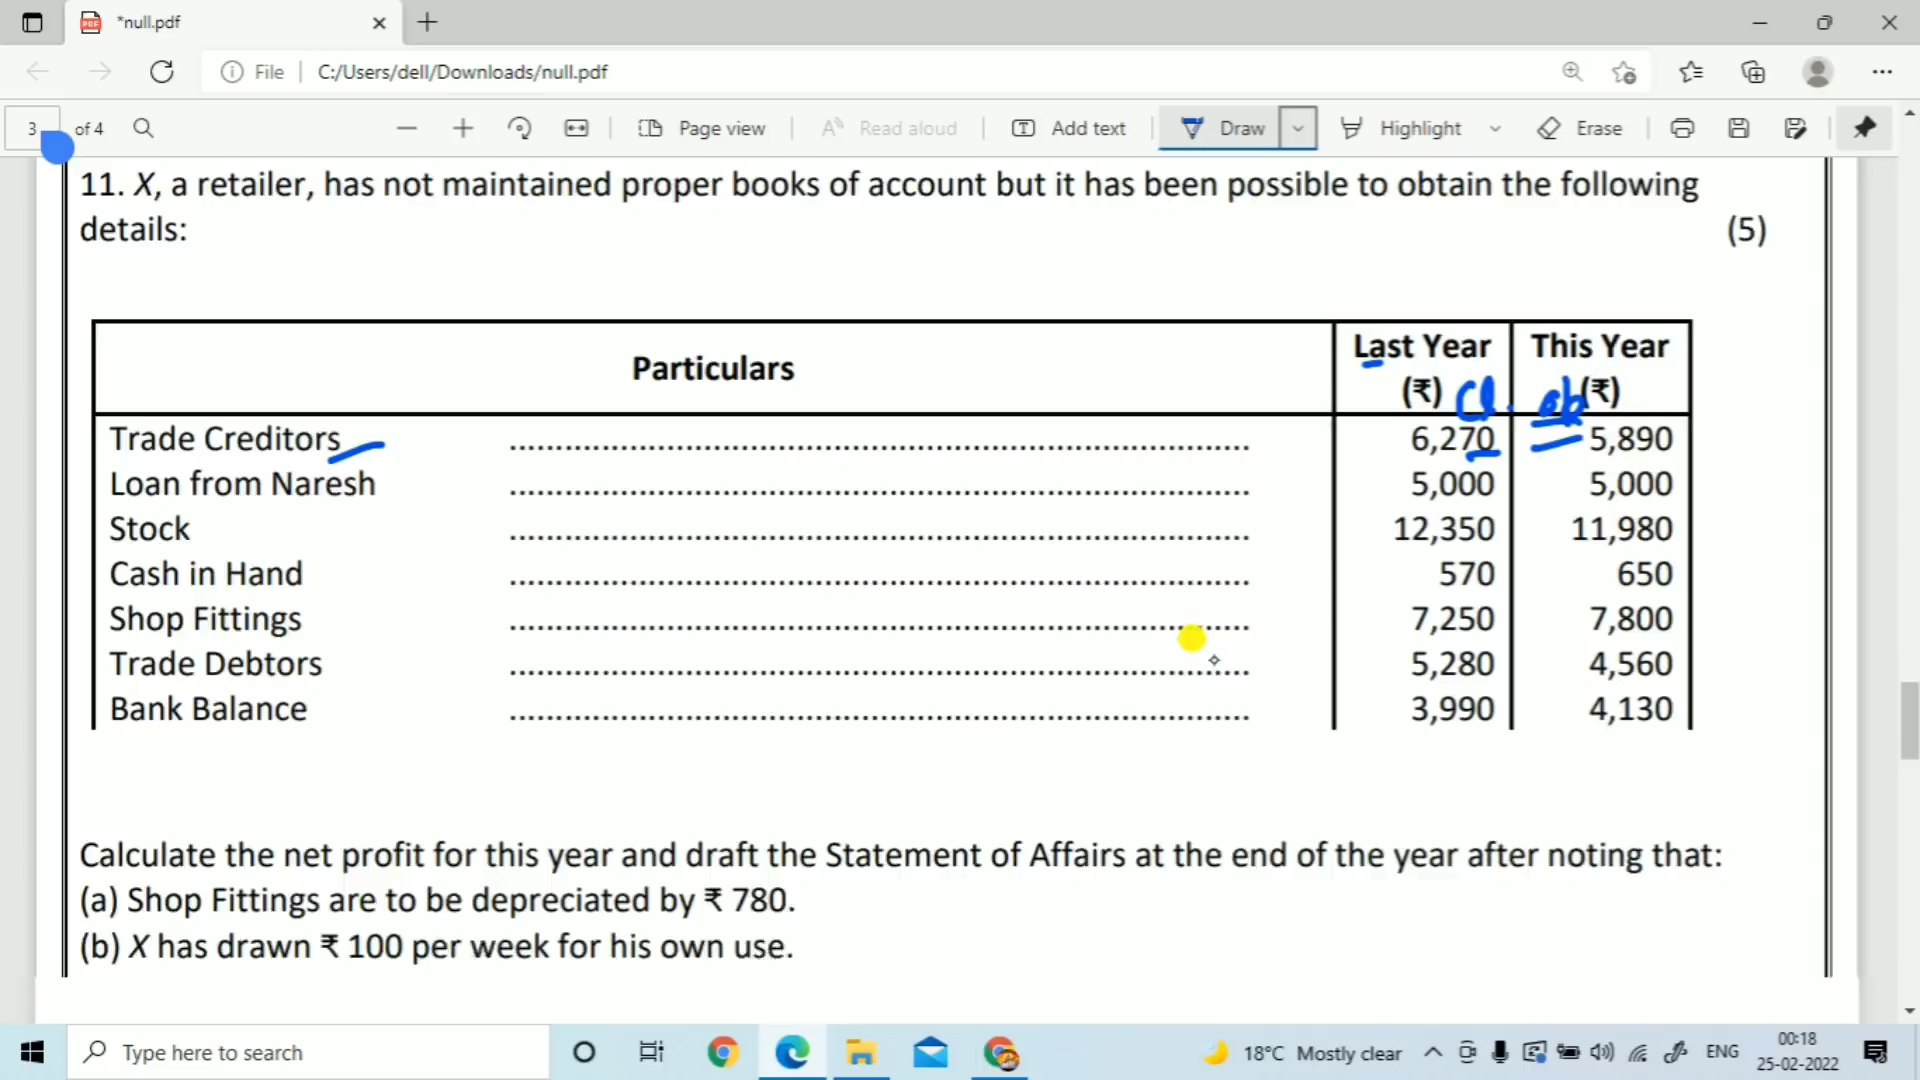 *null.pdf
File | C:/Users/dell/Downloads/null.pdf
3 of 4 Page view Read aloud Add text Draw Highlight Erase
11. X, a retailer, has not maintained proper books of account but it has been possible to obtain the following
details: (5)
Particulars Last Year (₹) This Year (₹)
Cl. ob
Trade Creditors ................................................................................ 6,270 5,890
Loan from Naresh ................................................................................ 5,000 5,000
Stock ................................................................................ 12,350 11,980
Cash in Hand ................................................................................ 570 650
Shop Fittings ................................................................................ 7,250 7,800
Trade Debtors ................................................................................ 5,280 4,560
Bank Balance ................................................................................ 3,990 4,130
Calculate the net profit for this year and draft the Statement of Affairs at the end of the year after noting that:
(a) Shop Fittings are to be depreciated by ₹ 780.
(b) X has drawn ₹ 100 per week for his own use.
Type here to search 18°C Mostly clear ENG 00:18
25-02-2022